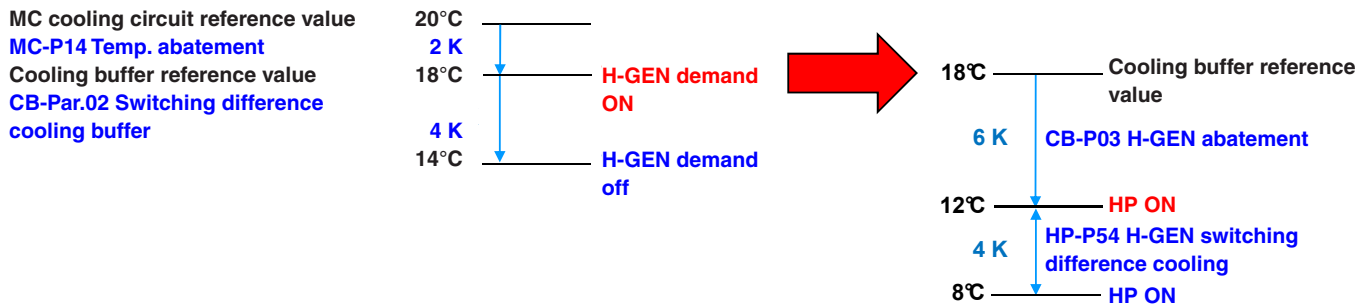 MC cooling circuit reference value 20°C
MC-P14 Temp. abatement 2 K
Cooling buffer reference value 18°C H-GEN demand
ON
CB-Par.02 Switching difference
cooling buffer 4 K
14°C H-GEN demand
off
18°C Cooling buffer reference
value
6 K CB-P03 H-GEN abatement
12°C HP ON
4 K HP-P54 H-GEN switching
difference cooling
8°C HP ON